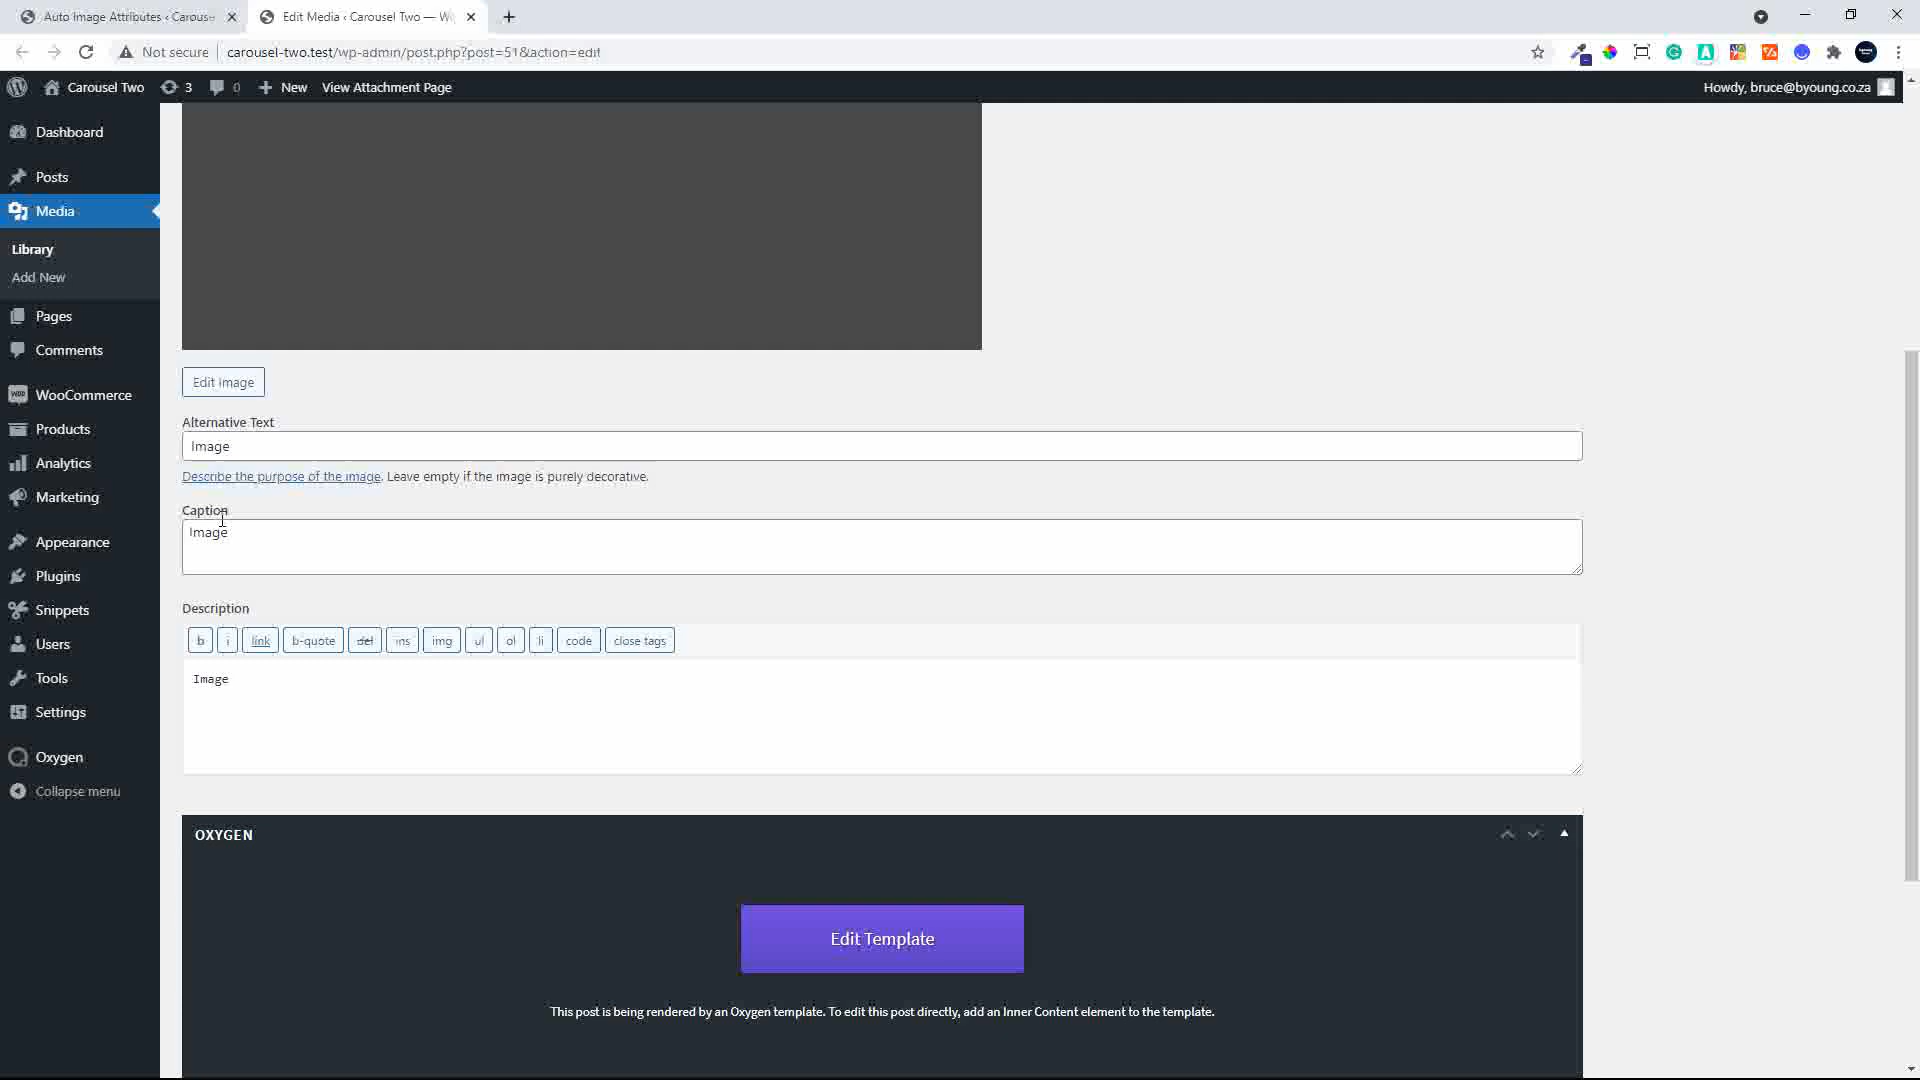 Auto Image Attributes ‹ Carouse
Edit Media ‹ Carousel Two — W
Not secure
carousel-two.test/wp-admin/post.php?post=51&action=edit
Carousel Two
3
0
New
View Attachment Page
Howdy, bruce@byoung.co.za
Dashboard
Posts
Media
Library
Add New
Pages
Comments
WooCommerce
Products
Analytics
Marketing
Appearance
Plugins
Snippets
Users
Tools
Settings
Oxygen
Collapse menu
Edit Image
Alternative Text
Image
Describe the purpose of the image. Leave empty if the image is purely decorative.
Caption
Image
Description
b i link b-quote del ins img ul ol li code close tags
Image
OXYGEN
Edit Template
This post is being rendered by an Oxygen template. To edit this post directly, add an Inner Content element to the template.